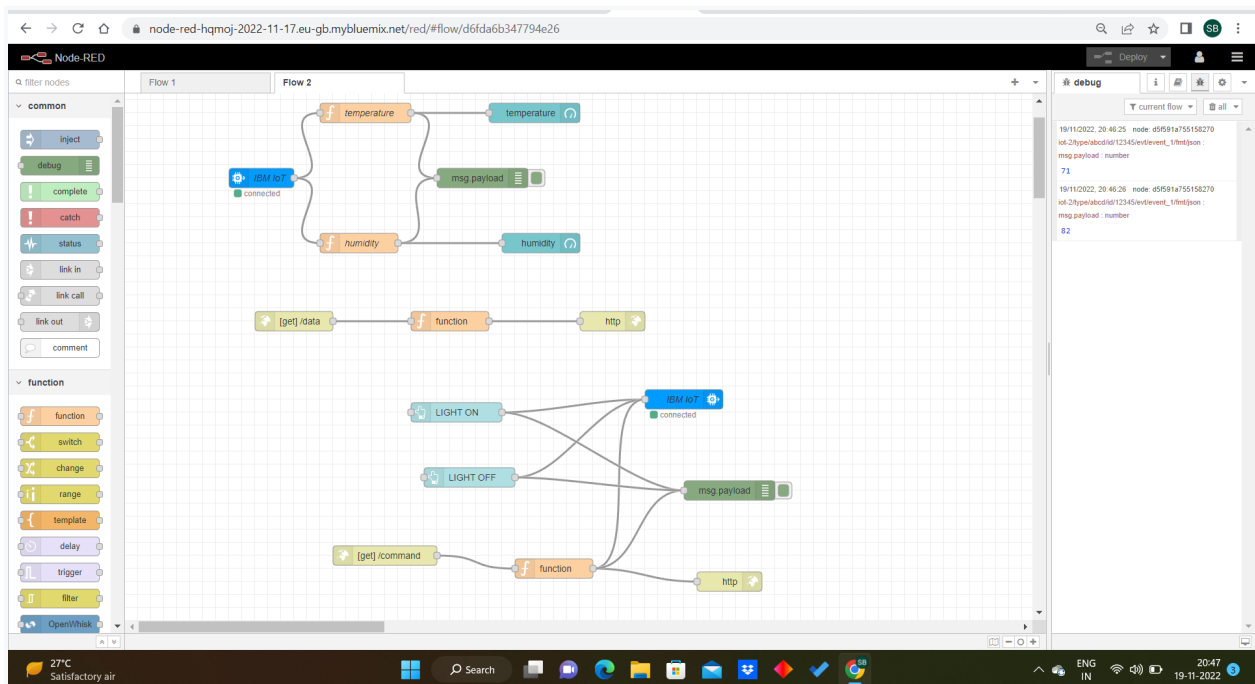 node-red-hqmoj-2022-11-17.eu-gb.mybluemix.net/red/#flow/d6fda6b347794e26
SB
Node-RED
Deploy
filter nodes
Flow 1
Flow 2
debug
i
current flow
all
common
inject
debug
complete
catch
status
link in
link call
link out
comment
function
function
switch
change
range
template
delay
trigger
filter
OpenWhisk
temperature
temperature
IBM IoT
connected
msg.payload
humidity
humidity
[get] /data
function
http
LIGHT ON
IBM IoT
connected
LIGHT OFF
msg.payload
[get] /command
function
http
19/11/2022, 20:46:25 node: d5f591a755158270
iot-2/type/abcd/id/12345/evt/event_1/fmt/json :
msg.payload : number
71
19/11/2022, 20:46:26 node: d5f591a755158270
iot-2/type/abcd/id/12345/evt/event_1/fmt/json :
msg.payload : number
82
27°C
Satisfactory air
Search
SB
ENG
IN
20:47
19-11-2022
3